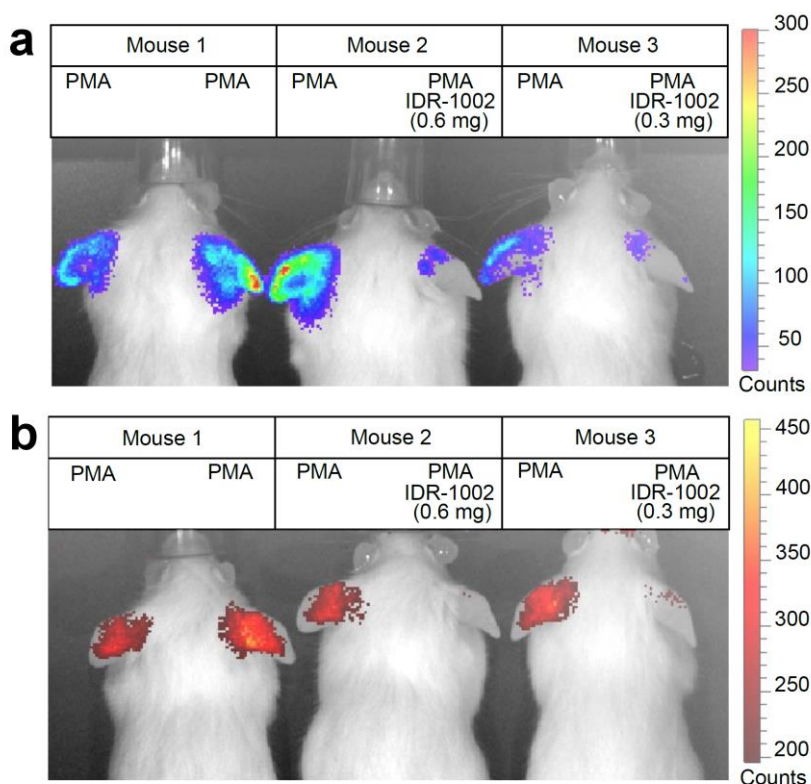 a
Mouse 1 Mouse 2 Mouse 3
PMA PMA PMA PMA PMA PMA
IDR-1002 IDR-1002
(0.6 mg) (0.3 mg)
300
250
200
150
100
50
Counts
b
Mouse 1 Mouse 2 Mouse 3
PMA PMA PMA PMA PMA PMA
IDR-1002 IDR-1002
(0.6 mg) (0.3 mg)
450
400
350
300
250
200
Counts